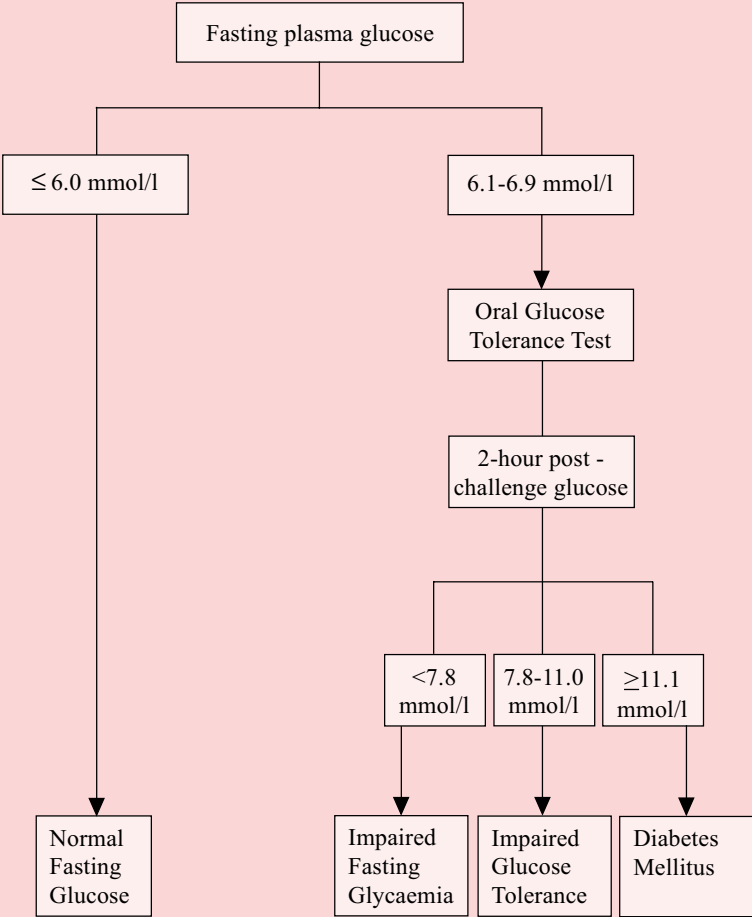 Fasting plasma glucose
≤ 6.0 mmol/l
6.1-6.9 mmol/l
Oral Glucose
Tolerance Test
2-hour post -
challenge glucose
<7.8
mmol/l
7.8-11.0
mmol/l
≥11.1
mmol/l
Normal
Fasting
Glucose
Impaired
Fasting
Glycaemia
Impaired
Glucose
Tolerance
Diabetes
Mellitus